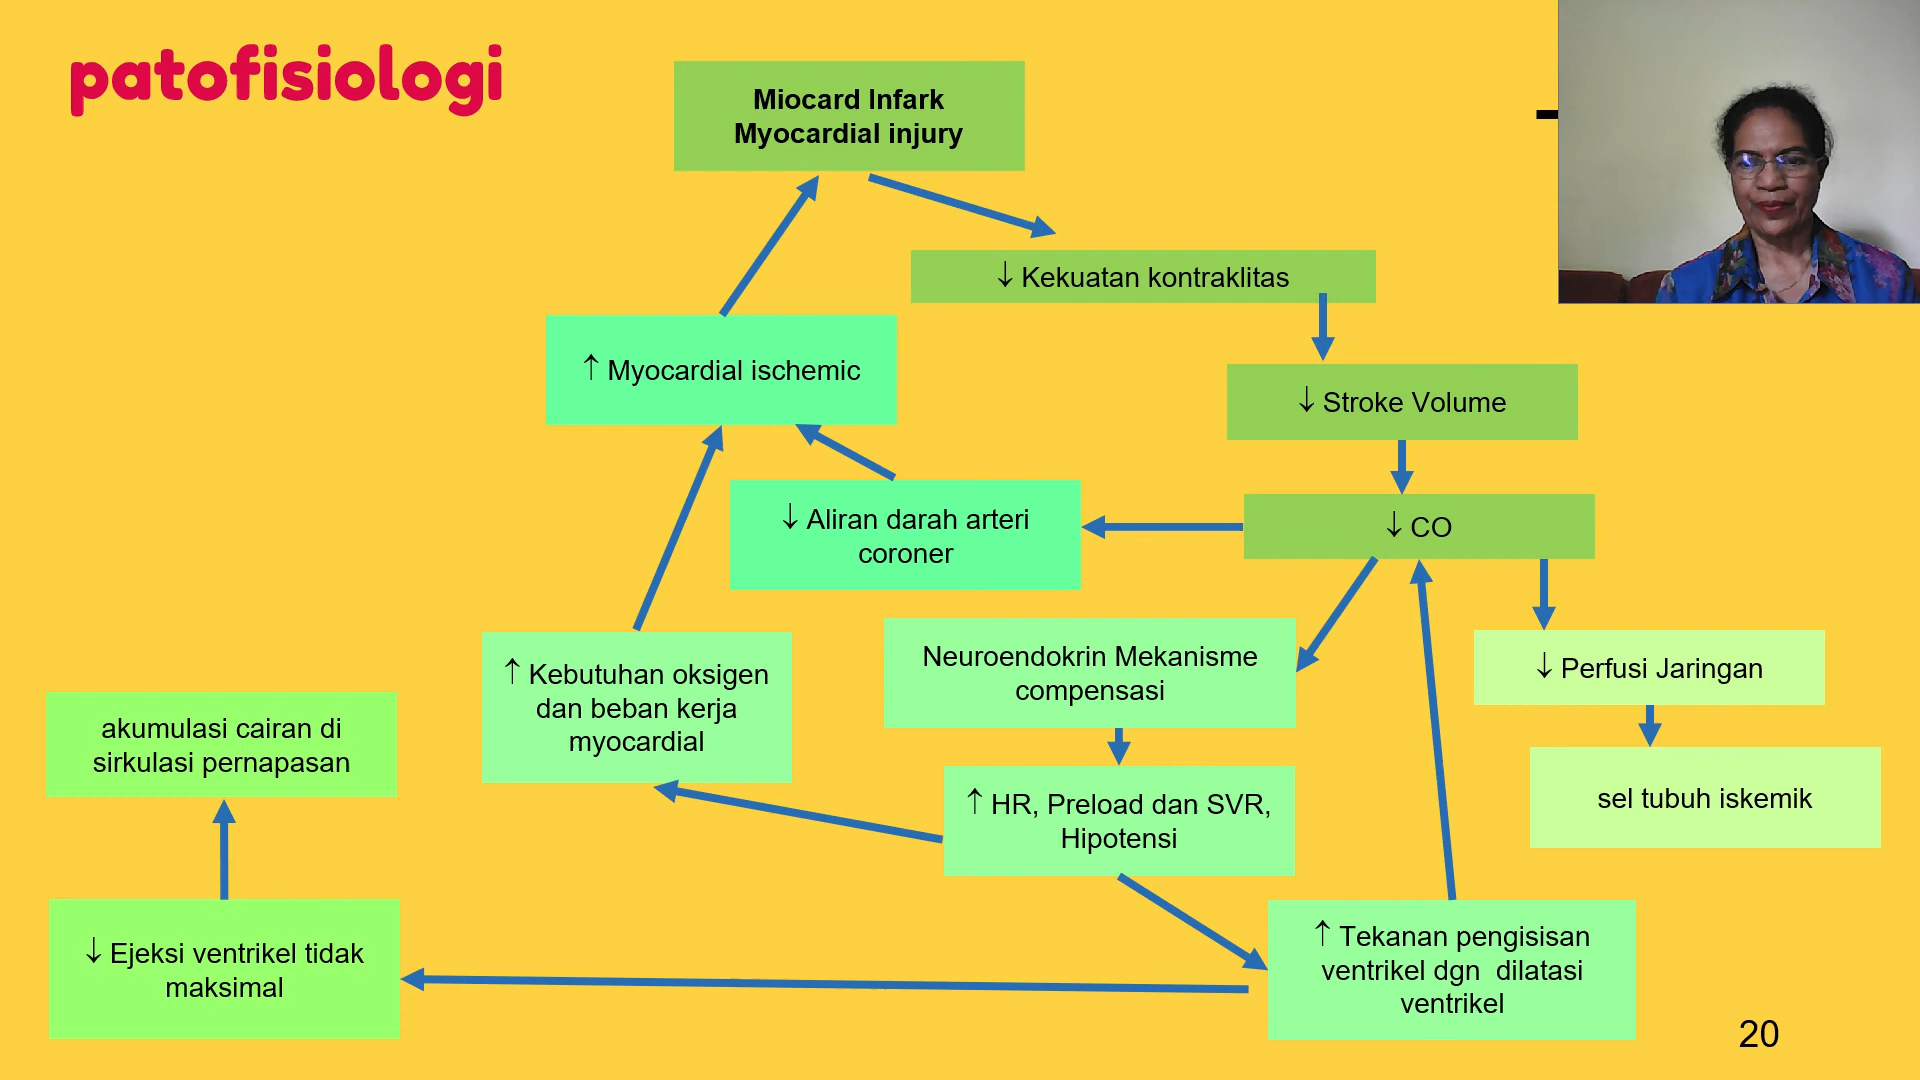 patofisiologi
Miocard Infark
Myocardial injury
↓ Kekuatan kontraklitas
↑ Myocardial ischemic
↓ Stroke Volume
↓ Aliran darah arteri
coroner
↓ CO
↑ Kebutuhan oksigen
dan beban kerja
myocardial
Neuroendokrin Mekanisme
compensasi
↓ Perfusi Jaringan
akumulasi cairan di
sirkulasi pernapasan
↑ HR, Preload dan SVR,
Hipotensi
sel tubuh iskemik
↓ Ejeksi ventrikel tidak
maksimal
↑ Tekanan pengisisan
ventrikel dgn  dilatasi
ventrikel
20